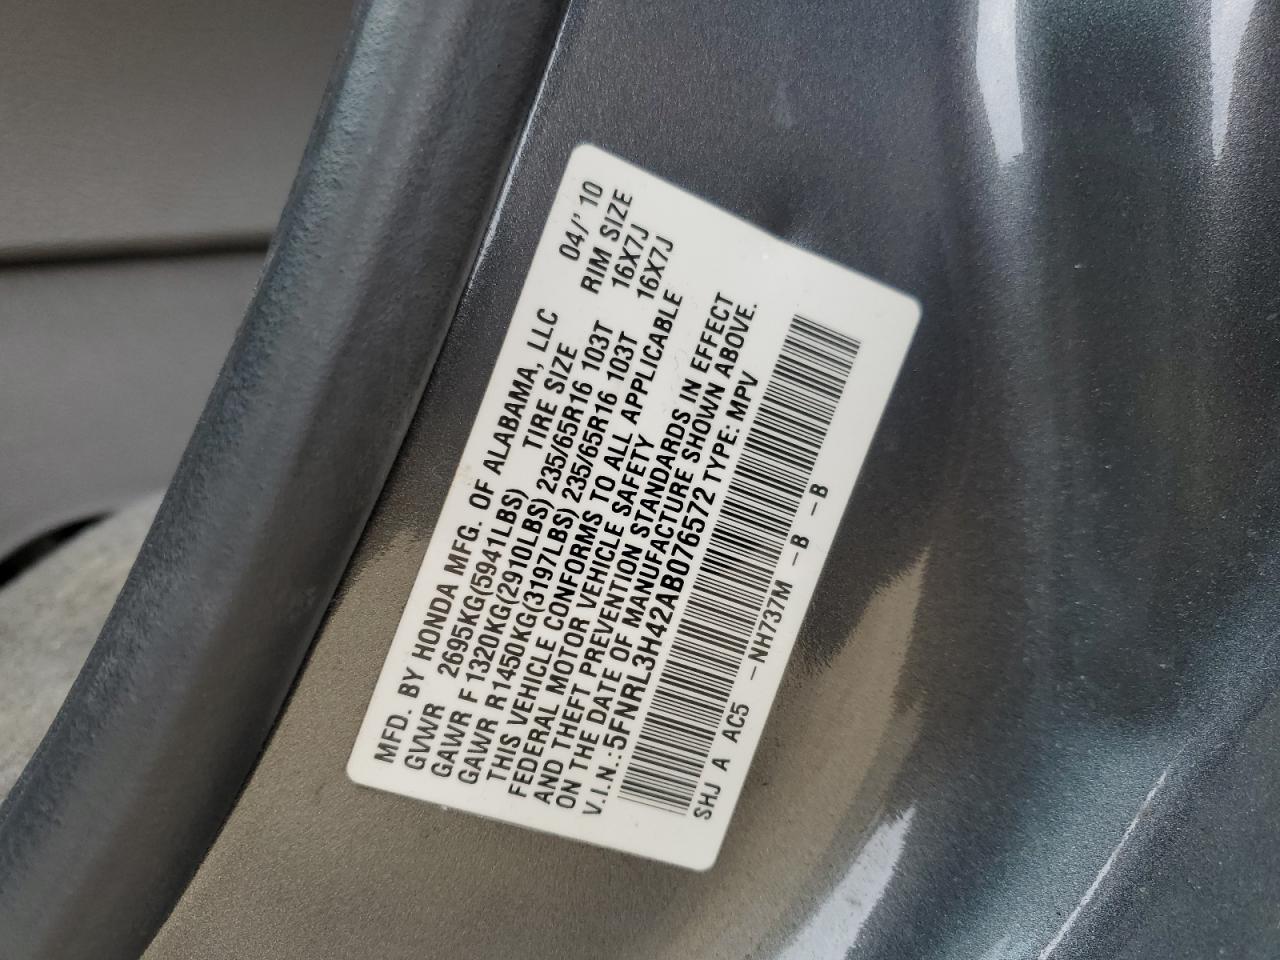 MFD. BY HONDA MFG. OF ALABAMA, LLC 04/' 10
GVWR 2695KG(5941LBS) TIRE SIZE RIM SIZE
GAWR F 1320KG(2910LBS) 235/65R16 103T 16X7J
GAWR R 1450KG(3197LBS) 235/65R16 103T 16X7J
THIS VEHICLE CONFORMS TO ALL APPLICABLE
FEDERAL MOTOR VEHICLE SAFETY
AND THEFT PREVENTION STANDARDS IN EFFECT
ON THE DATE OF MANUFACTURE SHOWN ABOVE.
V.I.N.:5FNRL3H42AB076572 TYPE: MPV
SHJ A AC5 -NH737M -B -B